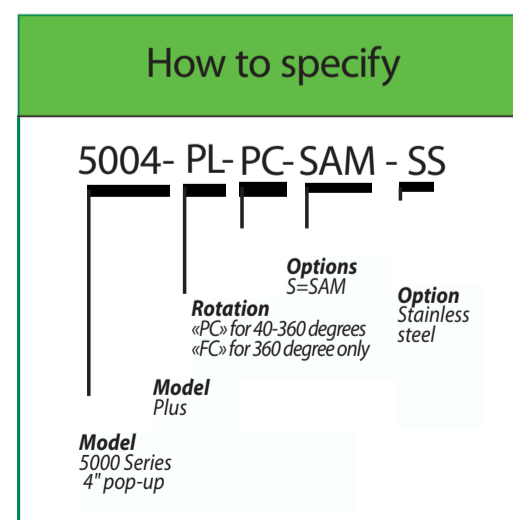 How to specify
5004- PL- PC- SAM - SS
Options
S=SAM
Option
Stainless
steel
Rotation
«PC» for 40-360 degrees
«FC» for 360 degree only
Model
Plus
Model
5000 Series
4" pop-up